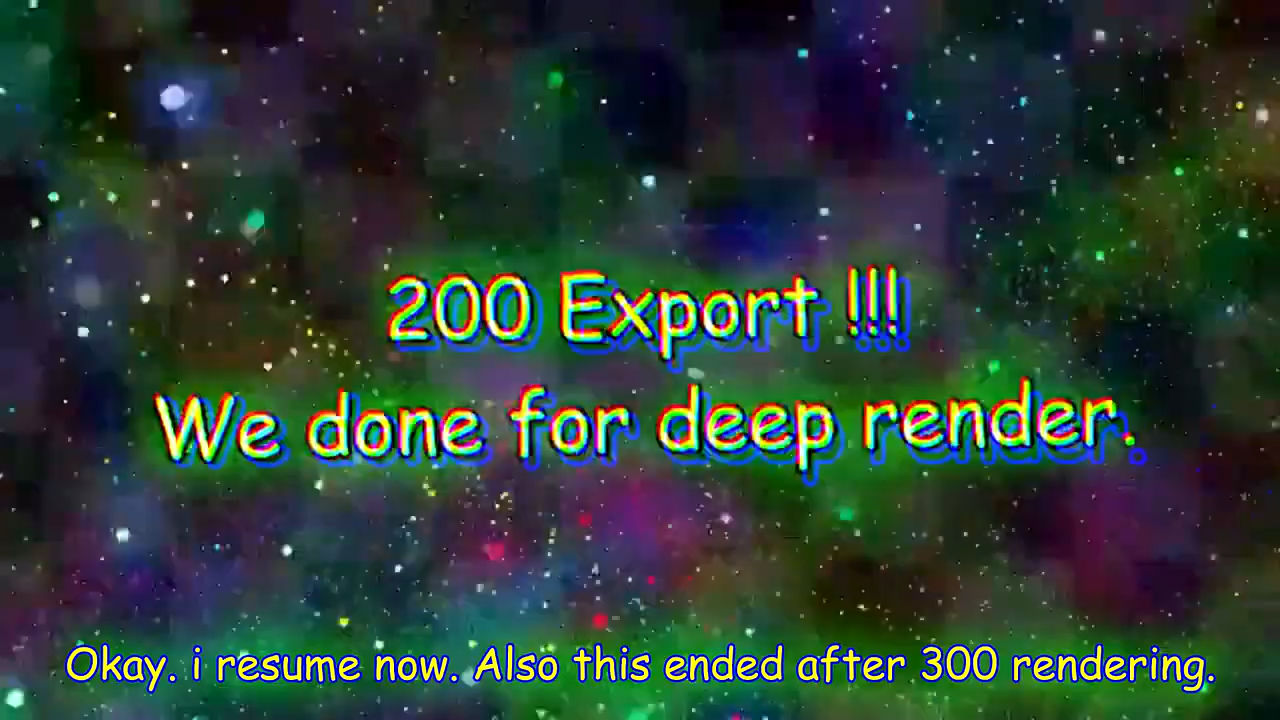 200 Export !!!
We done for deep render.
Okay. i resume now. Also this ended after 300 rendering.